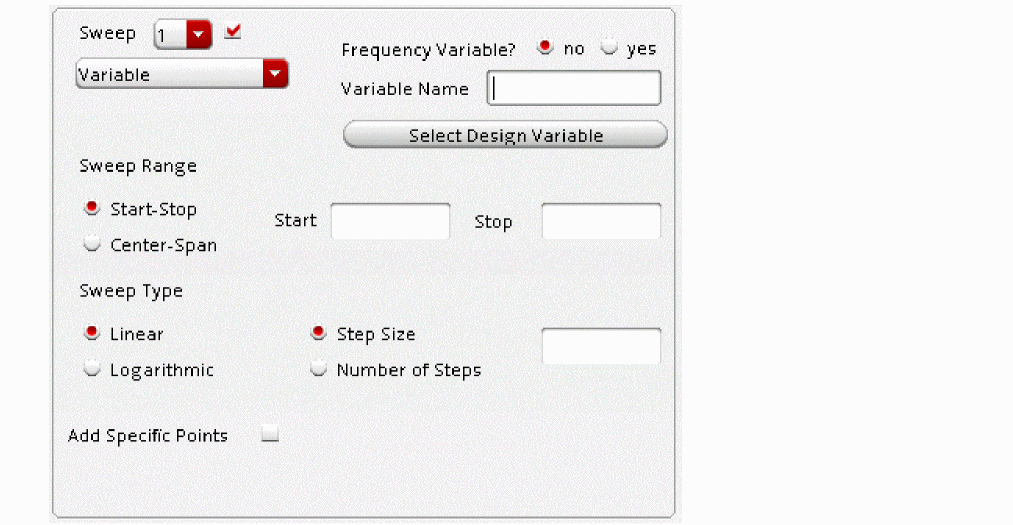 Sweep 1
Frequency Variable? no yes
Variable
Variable Name
Select Design Variable
Sweep Range
Start-Stop
Start Stop
Center-Span
Sweep Type
Linear Step Size
Logarithmic Number of Steps
Add Specific Points